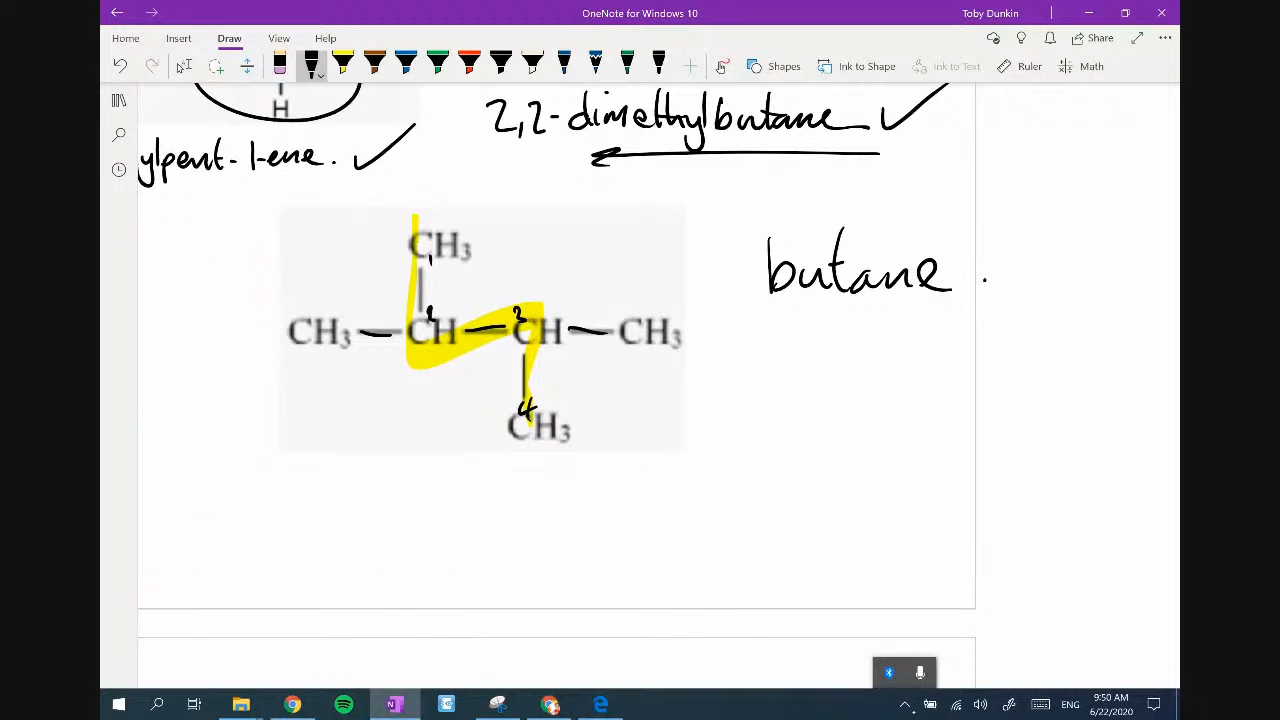 OneNote for Windows 10
Toby Dunkin
Home Insert Draw View Help
Share
Shapes
Ink to Shape
Ink to Text
Ruler
Math
H
2,2-dimethylbutane
ylpent-1-ene.
CH3
1
butane .
2 3
CH3 CH CH CH3
4
CH3
ENG
9:50 AM
6/22/2020